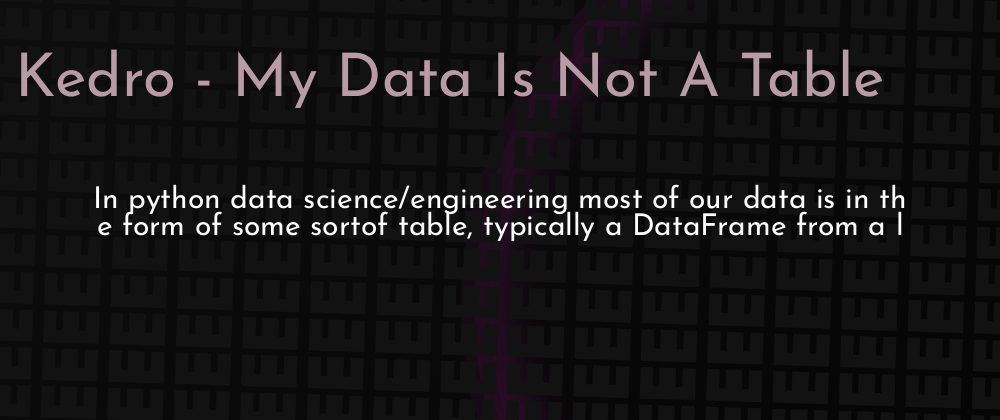 Kedro - My Data Is Not A Table
In python data science/engineering most of our data is in th
e form of some sortof table, typically a DataFrame from a l